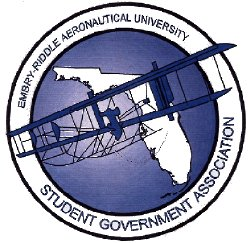 EMBRY-RIDDLE AERONAUTICAL UNIVERSITY
STUDENT GOVERNMENT ASSOCIATION